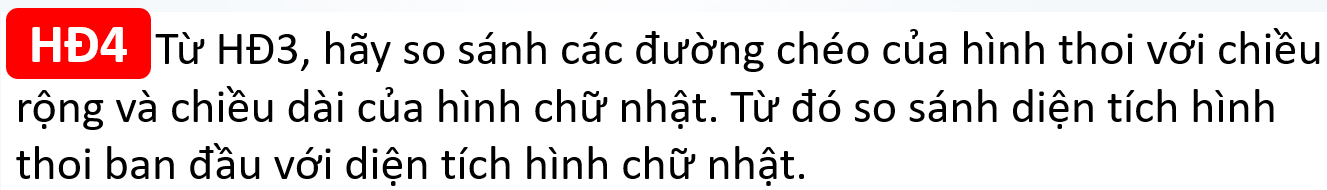 HĐ4 Từ HĐ3, hãy so sánh các đường chéo của hình thoi với chiều
rộng và chiều dài của hình chữ nhật. Từ đó so sánh diện tích hình
thoi ban đầu với diện tích hình chữ nhật.